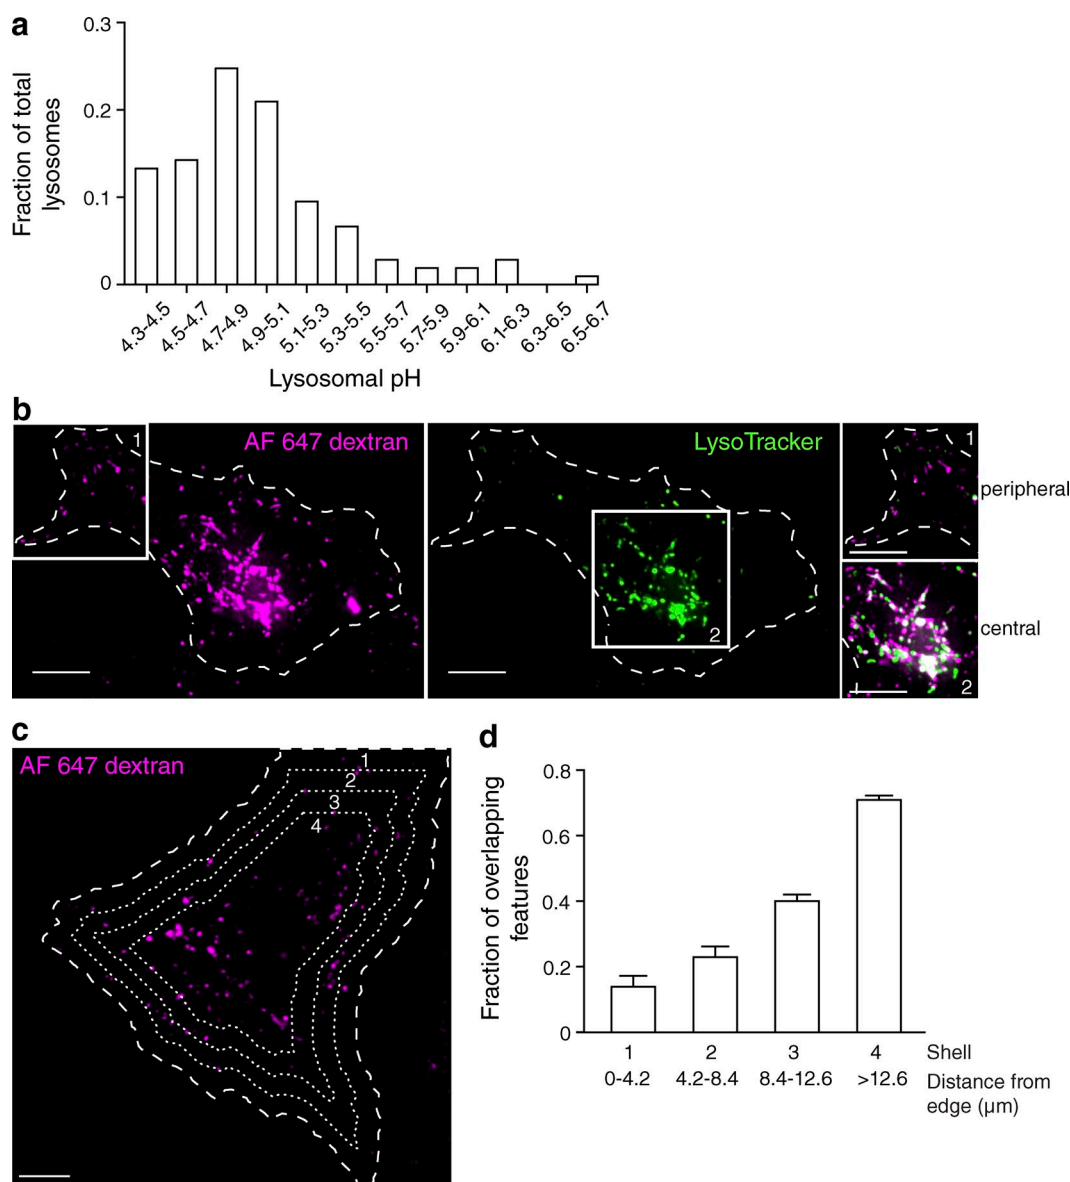 a
Fraction of total
lysosomes
0.3
0.2
0.1
0
4.3-4.5
4.5-4.7
4.7-4.9
4.9-5.1
5.1-5.3
5.3-5.5
5.5-5.7
5.7-5.9
5.9-6.1
6.1-6.3
6.3-6.5
6.5-6.7
Lysosomal pH
b
1
AF 647 dextran
LysoTracker
2
1
peripheral
central
2
c
AF 647 dextran
1
2
3
4
d
Fraction of overlapping
features
0.8
0.6
0.4
0.2
0
1 2 3 4 Shell
0-4.2 4.2-8.4 8.4-12.6 >12.6 Distance from
edge (μm)